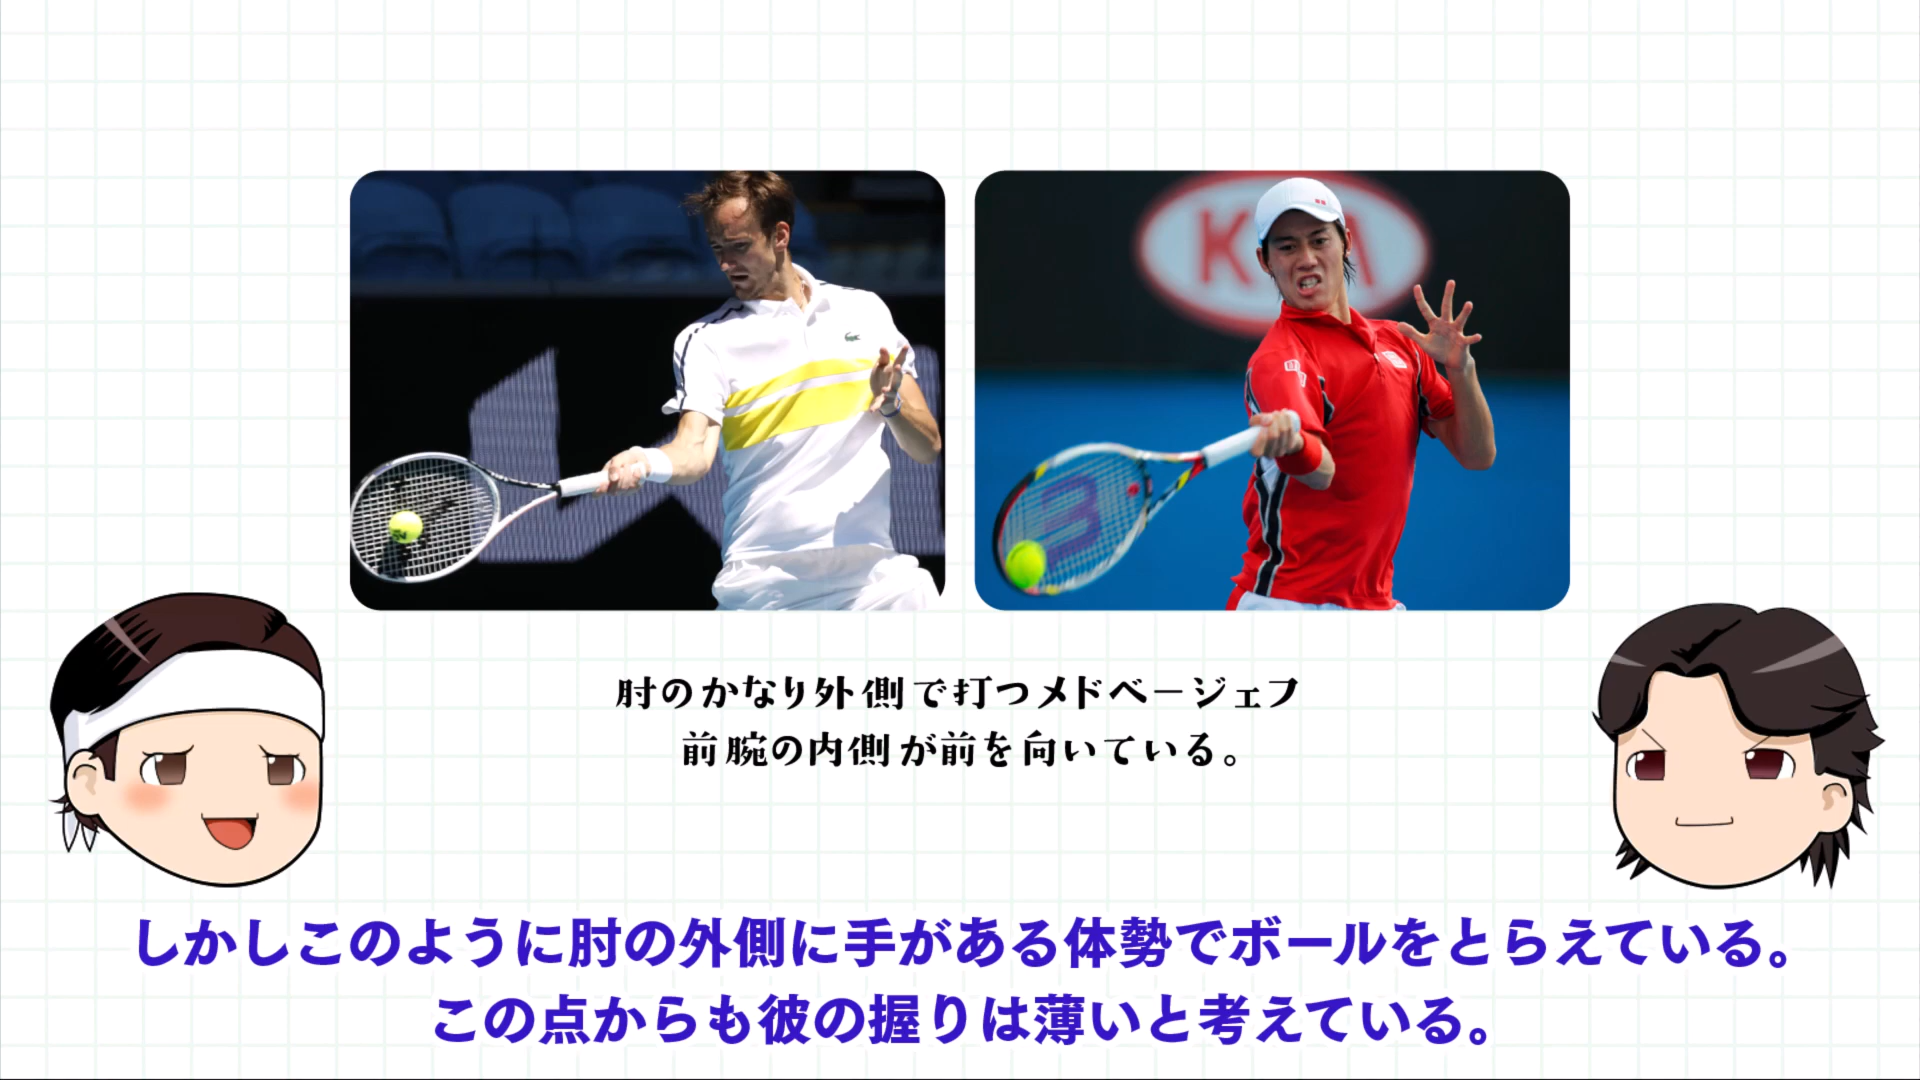 KIA
肘のかなり外側で打つメドベージェフ
前腕の内側が前を向いている。
しかしこのように肘の外側に手がある体勢でボールをとらえている。
この点からも彼の握りは薄いと考えている。